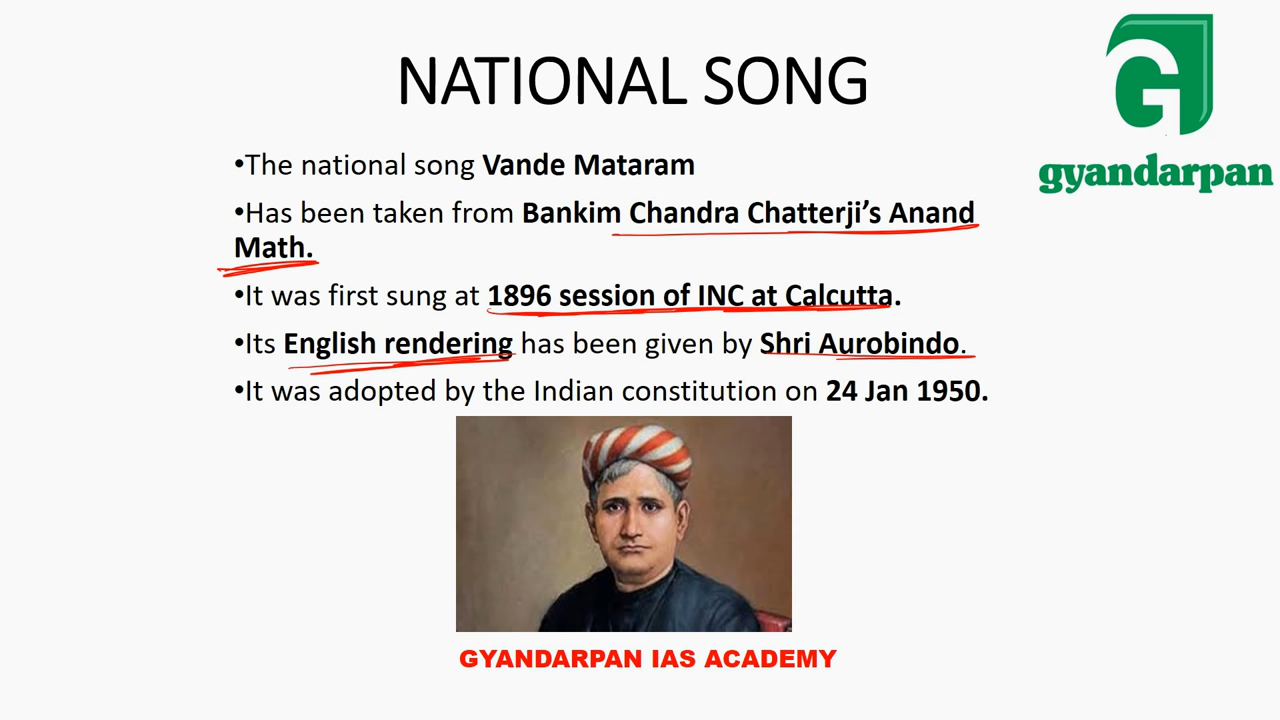 NATIONAL SONG
gyandarpan
•The national song Vande Mataram
•Has been taken from Bankim Chandra Chatterji’s Anand
Math.
•It was first sung at 1896 session of INC at Calcutta.
•Its English rendering has been given by Shri Aurobindo.
•It was adopted by the Indian constitution on 24 Jan 1950.
GYANDARPAN IAS ACADEMY